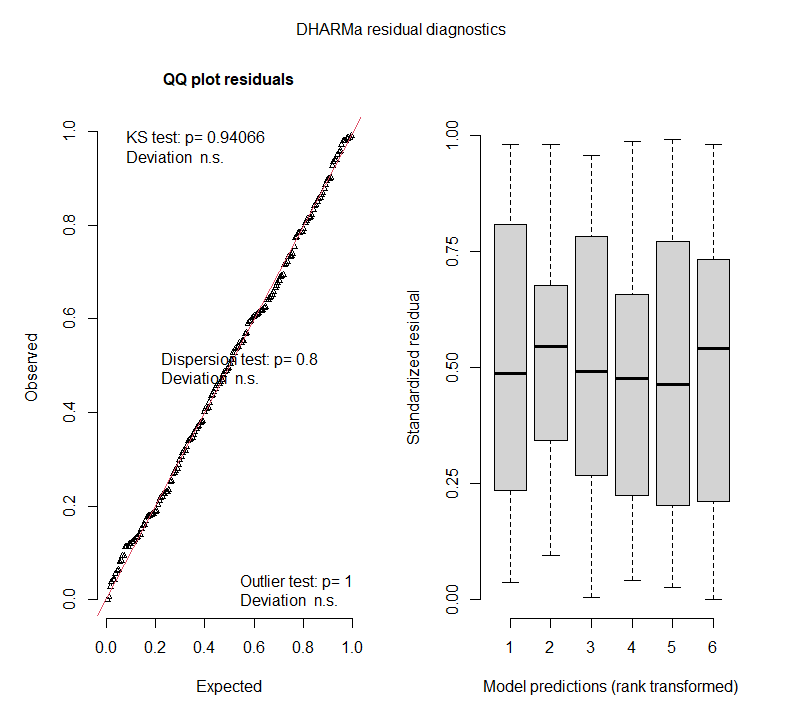 DHARMa residual diagnostics
QQ plot residuals
KS test: p= 0.94066
Deviation n.s.
Dispersion test: p= 0.8
Deviation n.s.
Outlier test: p= 1
Deviation n.s.
Observed
0.0 0.2 0.4 0.6 0.8 1.0
0.0 0.2 0.4 0.6 0.8 1.0
Expected
Standardized residual
0.00 0.25 0.50 0.75 1.00
1 2 3 4 5 6
Model predictions (rank transformed)